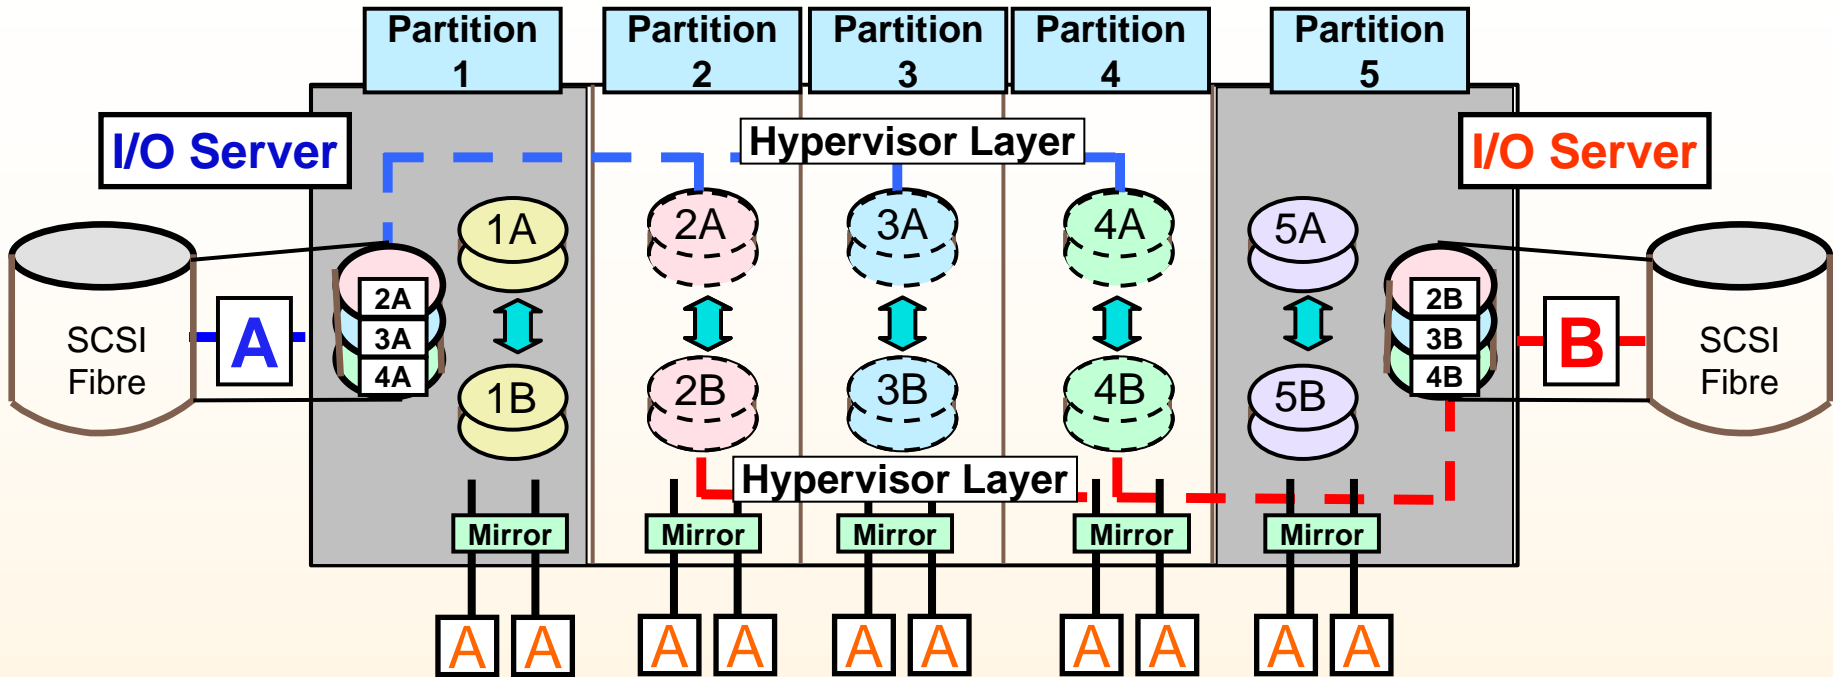 Partition
1
Partition
2
Partition
3
Partition
4
Partition
5
I/O Server
Hypervisor Layer
I/O Server
1A
2A
3A
4A
5A
SCSI
Fibre
A
2A
3A
4A
2B
3B
4B
B
SCSI
Fibre
1B
2B
3B
4B
5B
Hypervisor Layer
Mirror
Mirror
Mirror
Mirror
Mirror
A
A
A
A
A
A
A
A
A
A